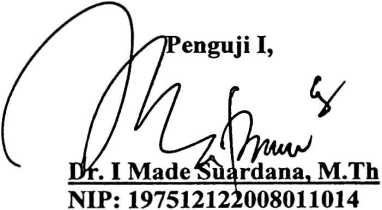 Penguji I,
Dr. I Made Suardana, M.Th
NIP: 197512122008011014